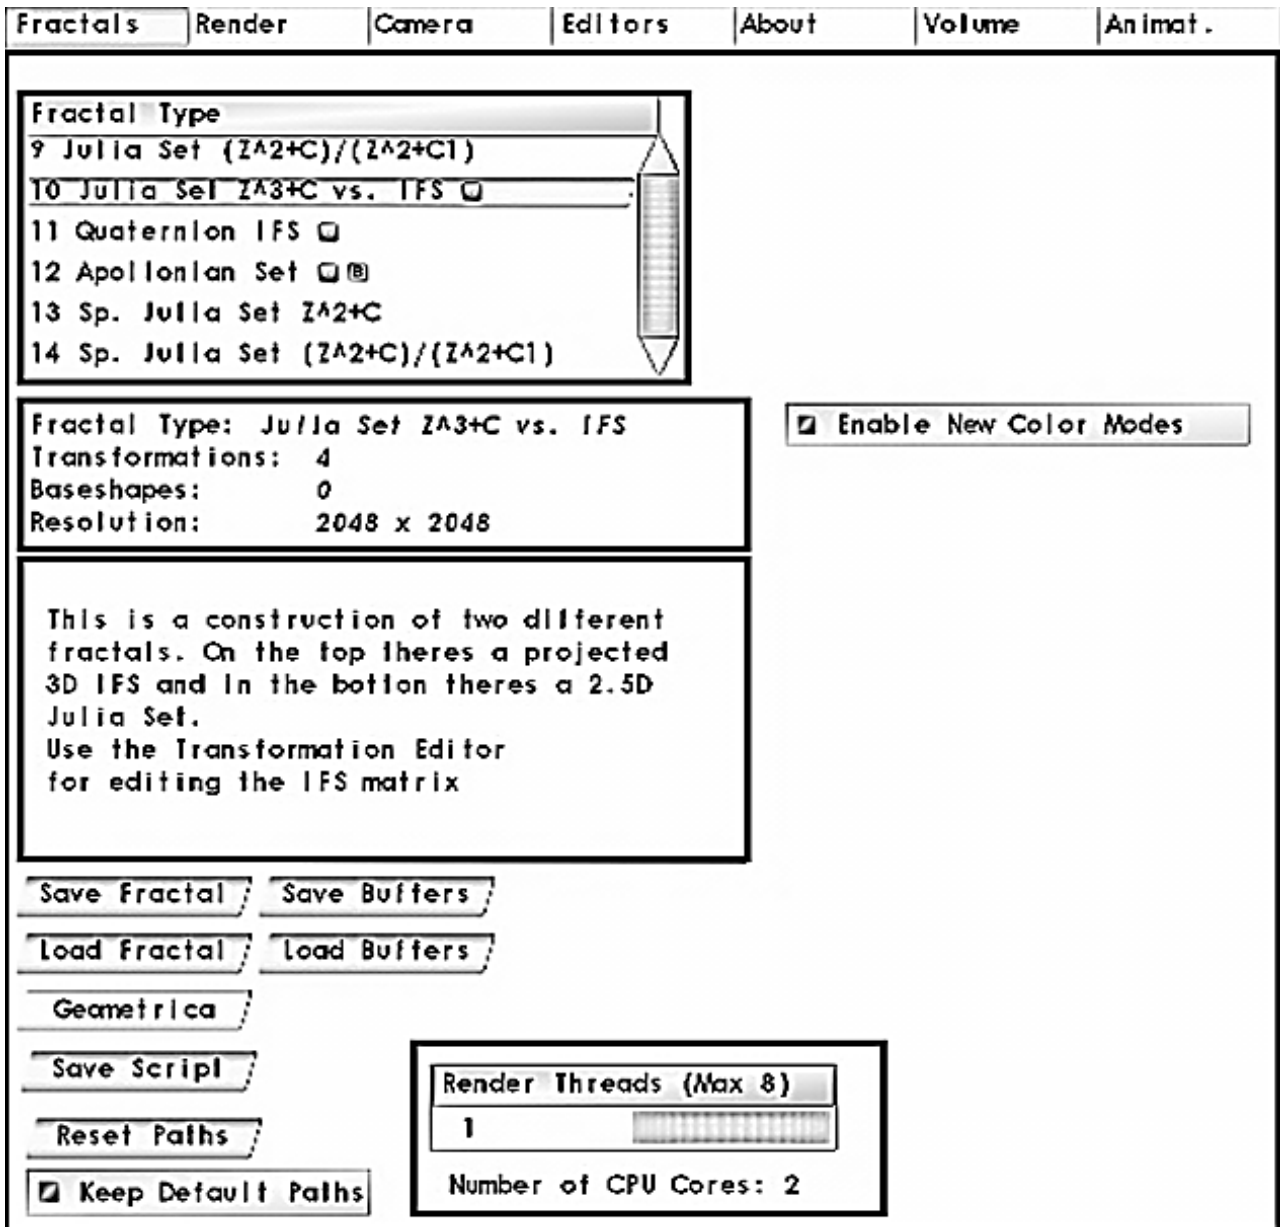 Fractals Render Camera Editors About Volume Animat.
Fractal Type
9 Julia Set (Z^2+C)/(Z^2+C1)
10 Julia Set Z^3+C vs. IFS
11 Quaternion IFS
12 Apollonian Set B
13 Sp. Julia Set Z^2+C
14 Sp. Julia Set (Z^2+C)/(Z^2+C1)
Fractal Type: Julia Set Z^3+C vs. IFS
Transformations: 4
Baseshapes: 0
Resolution: 2048 x 2048
Enable New Color Modes
This is a construction of two different
fractals. On the top theres a projected
3D IFS and in the botton theres a 2.5D
Julia Set.
Use the Transformation Editor
for editing the IFS matrix
Save Fractal Save Buffers
Load Fractal Load Buffers
Geometrica
Save Script
Reset Paths
Keep Default Paths
Render Threads (Max 8)
1
Number of CPU Cores: 2